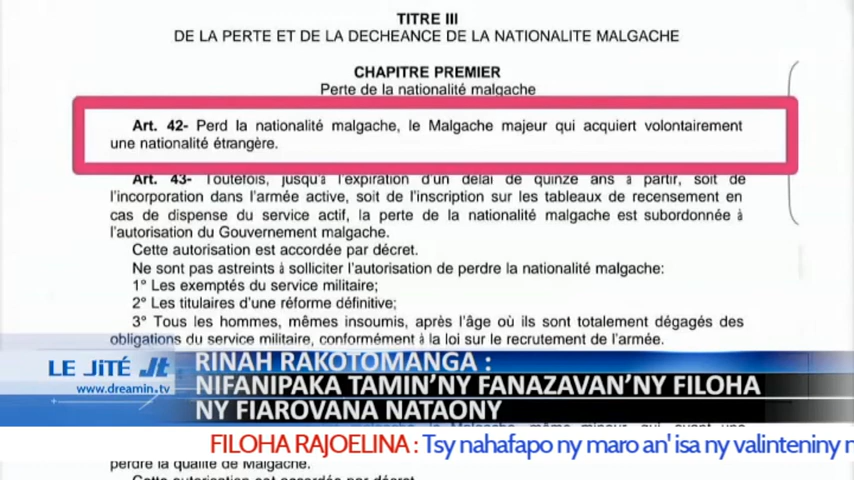 TITRE III
DE LA PERTE ET DE LA DECHEANCE DE LA NATIONALITE MALGACHE
CHAPITRE PREMIER
Perte de la nationalité malgache
Art. 42- Perd la nationalité malgache, le Malgache majeur qui acquiert volontairement
une nationalité étrangère.
Art. 43- Toutefois, jusqu'à l'expiration d'un délai de quinze ans à partir, soit de
l'incorporation dans l'armée active, soit de l'inscription sur les tableaux de recensement en
cas de dispense du service actif, la perte de la nationalité malgache est subordonnée à
l'autorisation du Gouvernement malgache.
Cette autorisation est accordée par décret.
Ne sont pas astreints à solliciter l'autorisation de perdre la nationalité malgache:
1° Les exemptés du service militaire;
2° Les titulaires d'une réforme définitive;
3° Tous les hommes, mêmes insoumis, après l'âge où ils sont totalement dégagés des
obligations du service militaire, conformément à la loi sur le recrutement de l'armée.
LE JiTÉ Jt
www.dreamin.tv
RINAH RAKOTOMANGA :
NIFANIPAKA TAMIN'NY FANAZAVAN'NY FILOHA
NY FIAROVANA NATAONY
FILOHA RAJOELINA : Tsy nahafapo ny maro an' isa ny valinteniny
perdre la qualité de Malgache.
Cette autorisation est accordée par décret.